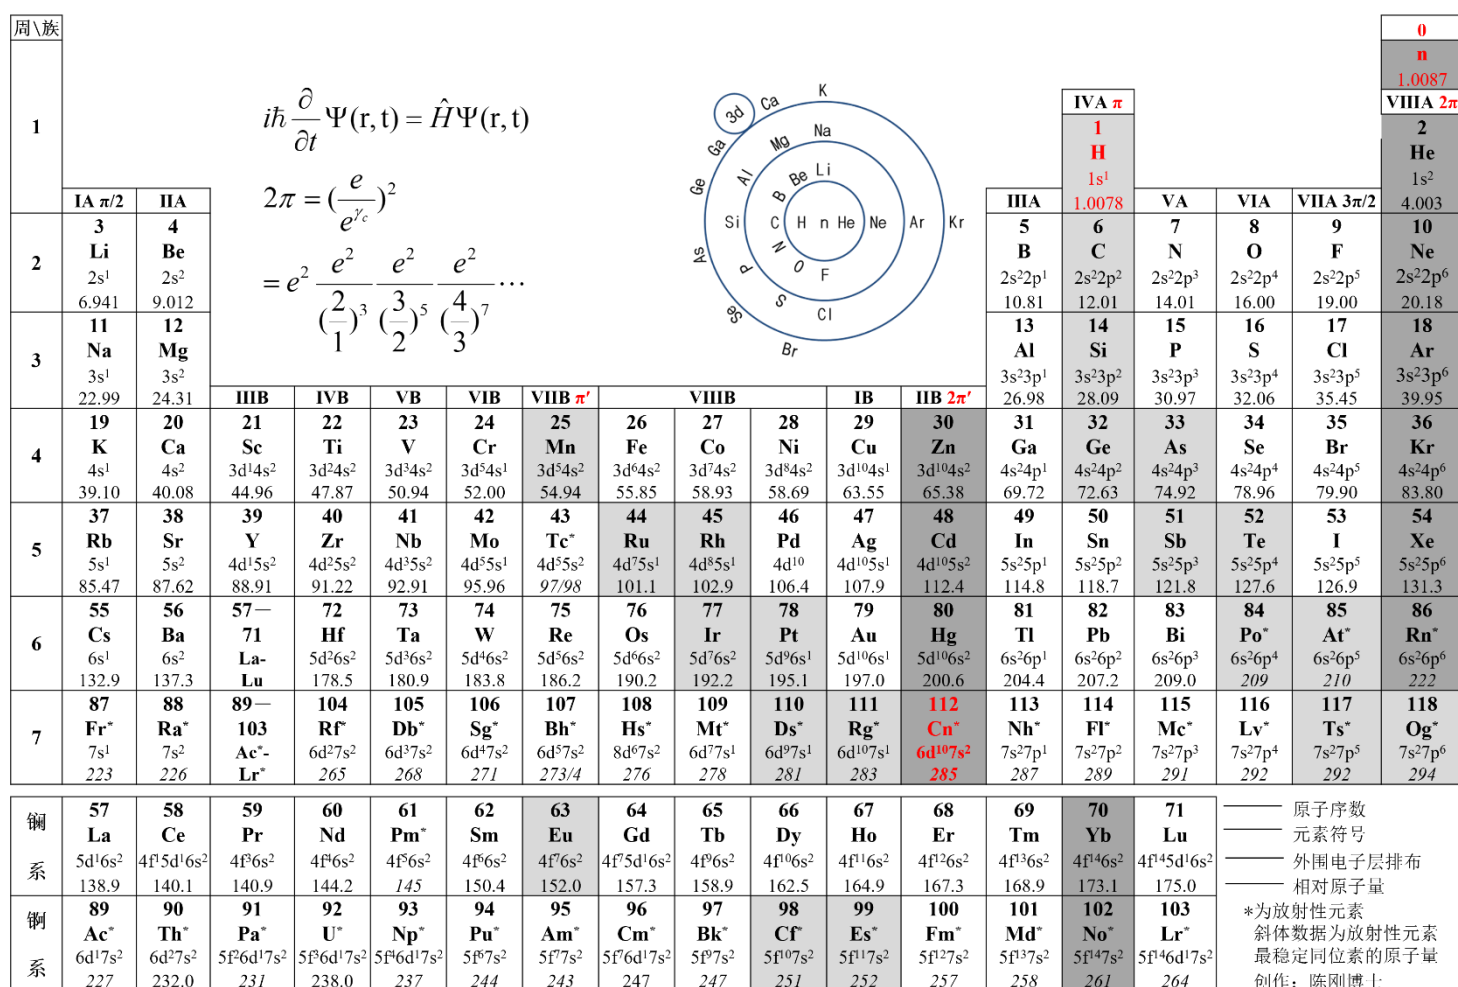 周\族 0
n
1.0087
IVA π VIIIA 2π
1 1 2
H He
1s¹ 1s²
IA π/2 IIA IIIA 1.0078 VA VIA VIIA 3π/2 4.003
iħ ∂/∂t Ψ(r, t) = ĤΨ(r, t)
2π = (e/e^γc)²
= e² e²/(2/1)³ e²/(3/2)⁵ e²/(4/3)⁷ ⋯
K
Ca
3d
Ga
Ge
As
Se
Br
Kr
Na
Mg
Al
Si
P
S
Cl
Ar
Li
Be
B
C
N
O
F
Ne
H n He
3 4 5 6 7 8 9 10
2 Li Be B C N O F Ne
2s¹ 2s² 2s²2p¹ 2s²2p² 2s²2p³ 2s²2p⁴ 2s²2p⁵ 2s²2p⁶
6.941 9.012 10.81 12.01 14.01 16.00 19.00 20.18
11 12 13 14 15 16 17 18
3 Na Mg Al Si P S Cl Ar
3s¹ 3s² 3s²3p¹ 3s²3p² 3s²3p³ 3s²3p⁴ 3s²3p⁵ 3s²3p⁶
22.99 24.31 IIIB IVB VB VIB VIIB π′ VIIIB IB IIB 2π′ 26.98 28.09 30.97 32.06 35.45 39.95
19 20 21 22 23 24 25 26 27 28 29 30 31 32 33 34 35 36
4 K Ca Sc Ti V Cr Mn Fe Co Ni Cu Zn Ga Ge As Se Br Kr
4s¹ 4s² 3d¹4s² 3d²4s² 3d³4s² 3d⁵4s¹ 3d⁵4s² 3d⁶4s² 3d⁷4s² 3d⁸4s² 3d¹⁰4s¹ 3d¹⁰4s² 4s²4p¹ 4s²4p² 4s²4p³ 4s²4p⁴ 4s²4p⁵ 4s²4p⁶
39.10 40.08 44.96 47.87 50.94 52.00 54.94 55.85 58.93 58.69 63.55 65.38 69.72 72.63 74.92 78.96 79.90 83.80
37 38 39 40 41 42 43 44 45 46 47 48 49 50 51 52 53 54
5 Rb Sr Y Zr Nb Mo Tc* Ru Rh Pd Ag Cd In Sn Sb Te I Xe
5s¹ 5s² 4d¹5s² 4d²5s² 4d³5s² 4d⁵5s¹ 4d⁵5s² 4d⁷5s¹ 4d⁸5s¹ 4d¹⁰ 4d¹⁰5s¹ 4d¹⁰5s² 5s²5p¹ 5s²5p² 5s²5p³ 5s²5p⁴ 5s²5p⁵ 5s²5p⁶
85.47 87.62 88.91 91.22 92.91 95.96 97/98 101.1 102.9 106.4 107.9 112.4 114.8 118.7 121.8 127.6 126.9 131.3
55 56 57— 72 73 74 75 76 77 78 79 80 81 82 83 84 85 86
6 Cs Ba 71 Hf Ta W Re Os Ir Pt Au Hg Tl Pb Bi Po* At* Rn*
6s¹ 6s² La- 5d²6s² 5d³6s² 5d⁴6s² 5d⁵6s² 5d⁶6s² 5d⁷6s² 5d⁹6s¹ 5d¹⁰6s¹ 5d¹⁰6s² 6s²6p¹ 6s²6p² 6s²6p³ 6s²6p⁴ 6s²6p⁵ 6s²6p⁶
132.9 137.3 Lu 178.5 180.9 183.8 186.2 190.2 192.2 195.1 197.0 200.6 204.4 207.2 209.0 209 210 222
87 88 89— 104 105 106 107 108 109 110 111 112 113 114 115 116 117 118
7 Fr* Ra* 103 Rf* Db* Sg* Bh* Hs* Mt* Ds* Rg* Cn* Nh* Fl* Mc* Lv* Ts* Og*
7s¹ 7s² Ac*- 6d²7s² 6d³7s² 6d⁴7s² 6d⁵7s² 8d⁶7s² 6d⁷7s¹ 6d⁹7s¹ 6d¹⁰7s¹ 6d¹⁰7s² 7s²7p¹ 7s²7p² 7s²7p³ 7s²7p⁴ 7s²7p⁵ 7s²7p⁶
223 226 Lr* 265 268 271 273/4 276 278 281 283 285 287 289 291 292 292 294
57 58 59 60 61 62 63 64 65 66 67 68 69 70 71
镧系 La Ce Pr Nd Pm* Sm Eu Gd Tb Dy Ho Er Tm Yb Lu
5d¹6s² 4f¹5d¹6s² 4f³6s² 4f⁴6s² 4f⁵6s² 4f⁶6s² 4f⁷6s² 4f⁷5d¹6s² 4f⁹6s² 4f¹⁰6s² 4f¹¹6s² 4f¹²6s² 4f¹³6s² 4f¹⁴6s² 4f¹⁴5d¹6s²
138.9 140.1 140.9 144.2 145 150.4 152.0 157.3 158.9 162.5 164.9 167.3 168.9 173.1 175.0
89 90 91 92 93 94 95 96 97 98 99 100 101 102 103
锕系 Ac* Th* Pa* U* Np* Pu* Am* Cm* Bk* Cf* Es* Fm* Md* No* Lr*
6d¹7s² 6d²7s² 5f²6d¹7s² 5f³6d¹7s² 5f⁴6d¹7s² 5f⁶7s² 5f⁷7s² 5f⁷6d¹7s² 5f⁹7s² 5f¹⁰7s² 5f¹¹7s² 5f¹²7s² 5f¹³7s² 5f¹⁴7s² 5f¹⁴6d¹7s²
227 232.0 231 238.0 237 244 243 247 247 251 252 257 258 261 264
原子序数
元素符号
外围电子层排布
相对原子量
*为放射性元素
斜体数据为放射性元素
最稳定同位素的原子量
创作：陈刚博士